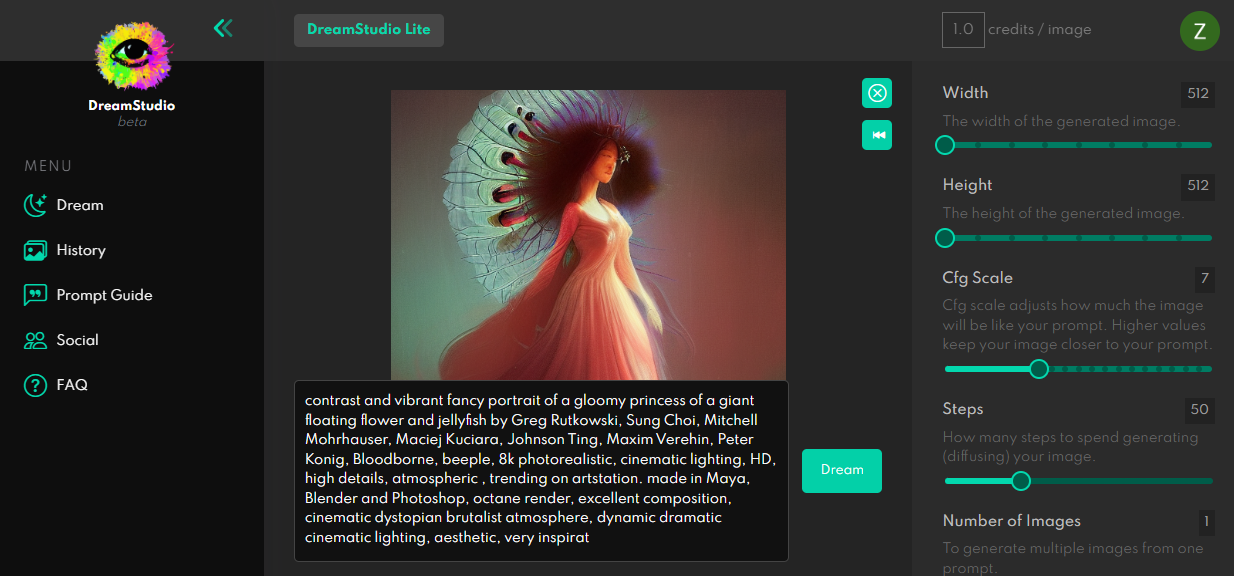 DreamStudio Lite
1.0 credits / image
Z
DreamStudio
beta
MENU
Dream
History
Prompt Guide
Social
FAQ
contrast and vibrant fancy portrait of a gloomy princess of a giant
floating flower and jellyfish by Greg Rutkowski, Sung Choi, Mitchell
Mohrhauser, Maciej Kuciara, Johnson Ting, Maxim Verehin, Peter
Konig, Bloodborne, beeple, 8k photorealistic, cinematic lighting, HD,
high details, atmospheric , trending on artstation. made in Maya,
Blender and Photoshop, octane render, excellent composition,
cinematic dystopian brutalist atmosphere, dynamic dramatic
cinematic lighting, aesthetic, very inspirat
Dream
Width 512
The width of the generated image.
Height 512
The height of the generated image.
Cfg Scale 7
Cfg scale adjusts how much the image
will be like your prompt. Higher values
keep your image closer to your prompt.
Steps 50
How many steps to spend generating
(diffusing) your image.
Number of Images 1
To generate multiple images from one
prompt.